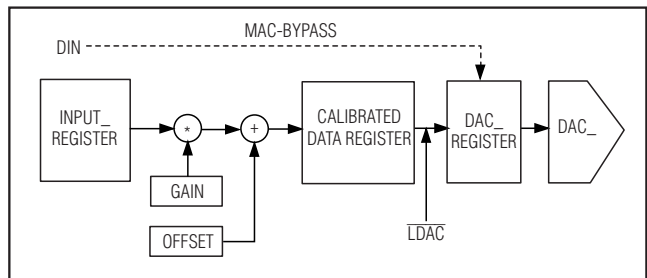 MAC-BYPASS
DIN
INPUT_
REGISTER
*
+
CALIBRATED
DATA REGISTER
DAC_
REGISTER
DAC_
GAIN
OFFSET
LDAC